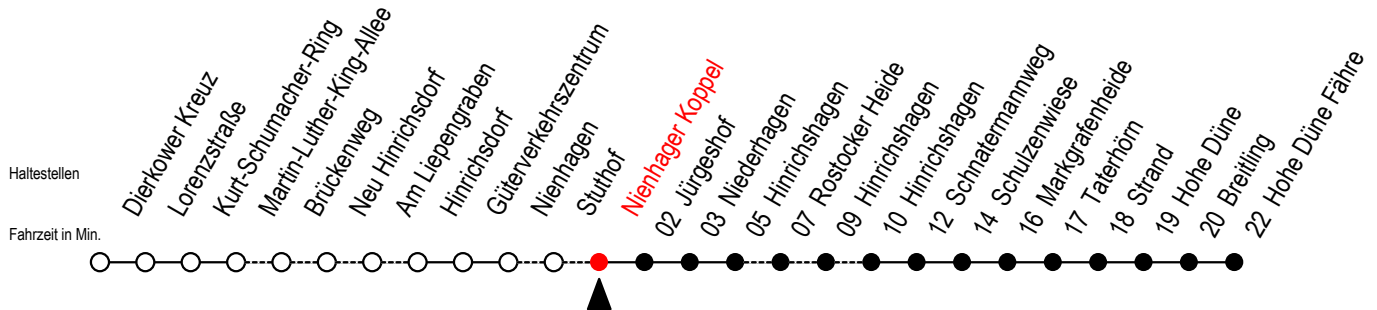 Haltestellen
Fahrzeit in Min.
Dierkower Kreuz
Lorenzstraße
Kurt-Schumacher-Ring
Martin-Luther-King-Allee
Brückenweg
Neu Hinrichsdorf
Am Liepengraben
Hinrichsdorf
Güterverkehrszentrum
Nienhagen
Stuthof
Nienhager Koppel
02 Jürgeshof
03 Niederhagen
05 Hinrichshagen
07 Rostocker Heide
09 Hinrichshagen
10 Hinrichshagen
12 Schnatermannweg
14 Schulzenwiese
16 Markgrafenheide
17 Taterhörn
18 Strand
19 Hohe Düne
20 Breitling
22 Hohe Düne Fähre